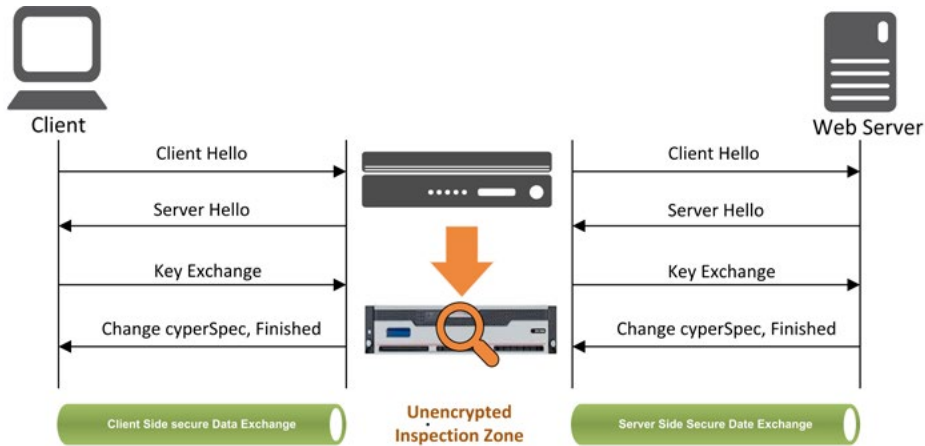 Client
Web Server
Client Hello
Client Hello
Server Hello
Server Hello
Key Exchange
Key Exchange
Change cyperSpec, Finished
Change cyperSpec, Finished
Client Side secure Data Exchange
Unencrypted
Inspection Zone
Server Side Secure Date Exchange